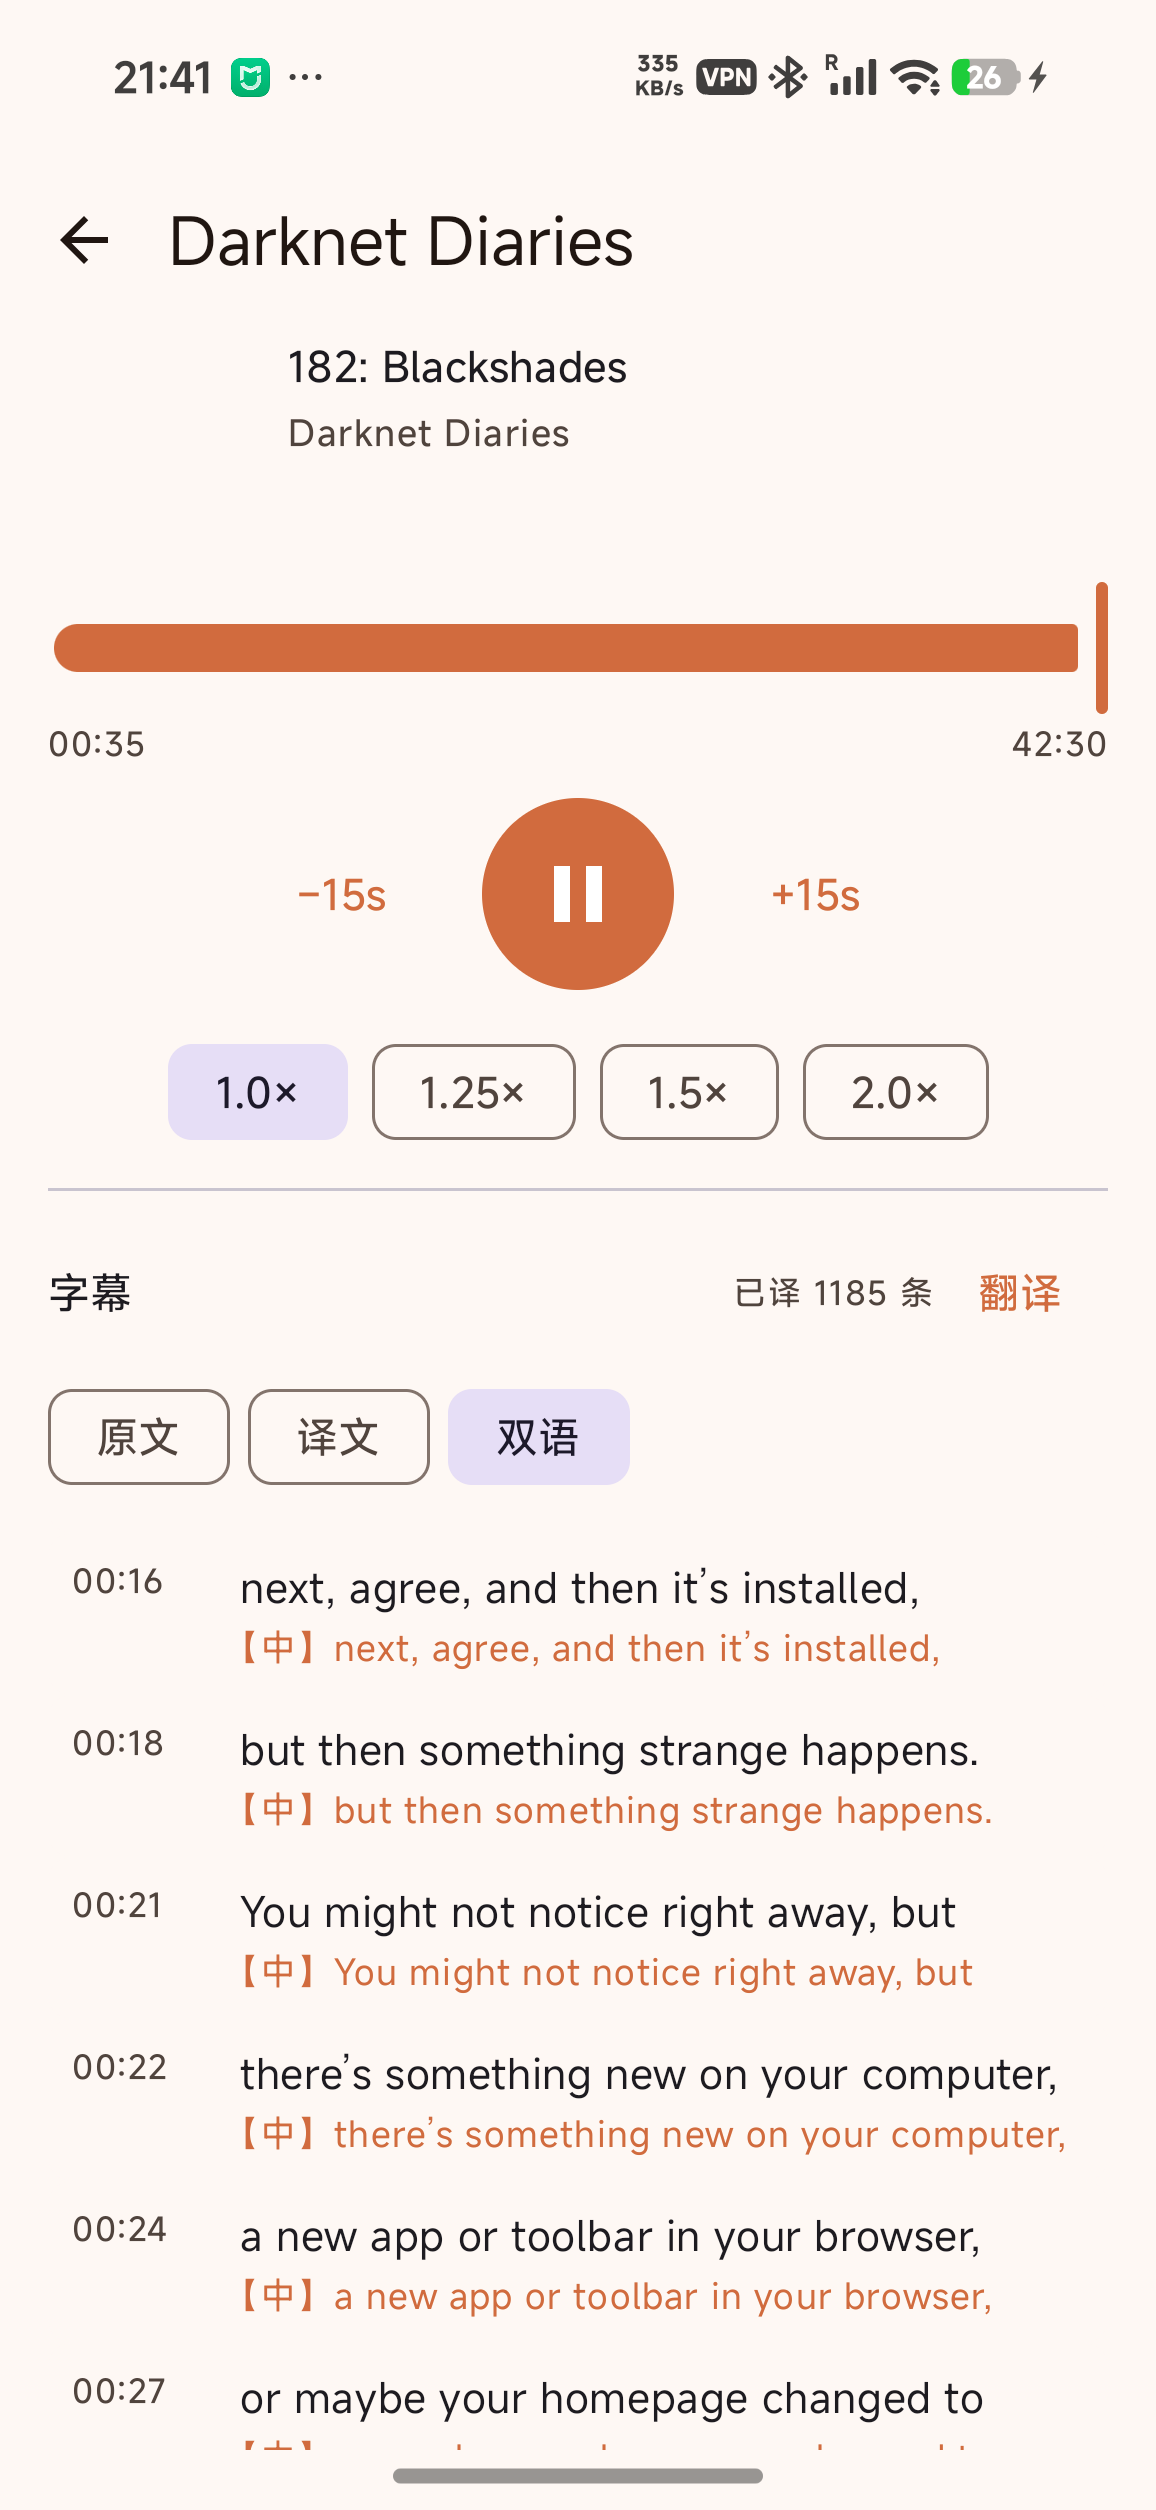 21:41 ...
335 KB/s VPN R 26
Darknet Diaries
182: Blackshades
Darknet Diaries
00:35 42:30
−15s +15s
1.0× 1.25× 1.5× 2.0×
字幕 已译 1185 条 翻译
原文 译文 双语
00:16 next, agree, and then it’s installed,
【中】next, agree, and then it’s installed,
00:18 but then something strange happens.
【中】but then something strange happens.
00:21 You might not notice right away, but
【中】You might not notice right away, but
00:22 there’s something new on your computer,
【中】there’s something new on your computer,
00:24 a new app or toolbar in your browser,
【中】a new app or toolbar in your browser,
00:27 or maybe your homepage changed to